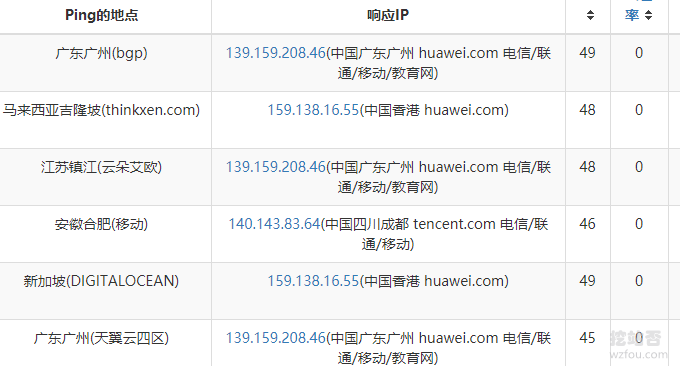 Ping的地点 响应IP 率
广东广州(bgp) 139.159.208.46(中国广东广州 huawei.com 电信/联
通/移动/教育网) 49 0
马来西亚吉隆坡(thinkxen.com) 159.138.16.55(中国香港 huawei.com) 48 0
江苏镇江(云朵艾欧) 139.159.208.46(中国广东广州 huawei.com 电信/联
通/移动/教育网) 48 0
安徽合肥(移动) 140.143.83.64(中国四川成都 tencent.com 电信/联
通/移动) 46 0
新加坡(DIGITALOCEAN) 159.138.16.55(中国香港 huawei.com) 49 0
广东广州(天翼云四区) 139.159.208.46(中国广东广州 huawei.com 电信/联
通/移动/教育网) 45 0
挖站否
wzfou.com